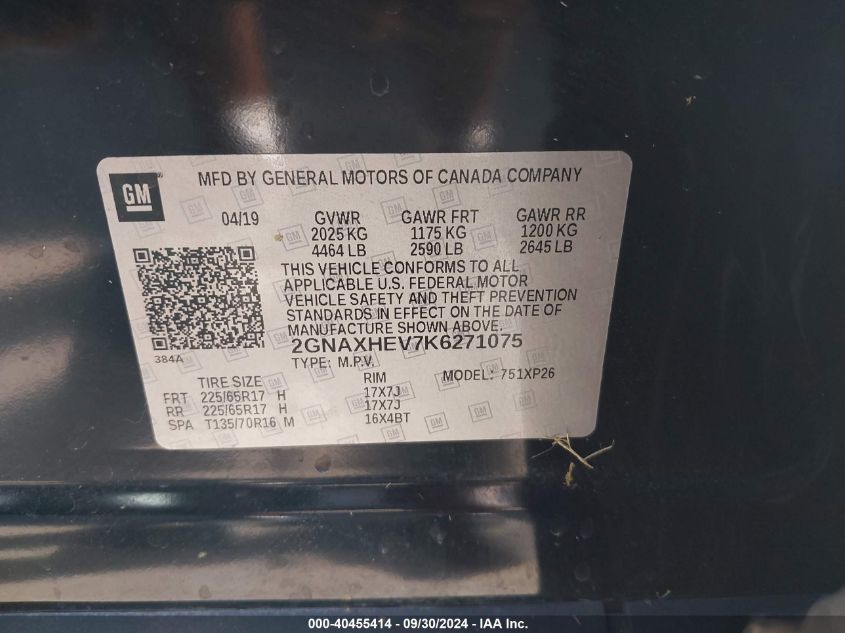 GM
MFD BY GENERAL MOTORS OF CANADA COMPANY
04/19 GVWR GAWR FRT GAWR RR
2025 KG 1175 KG 1200 KG
4464 LB 2590 LB 2645 LB
THIS VEHICLE CONFORMS TO ALL
APPLICABLE U.S. FEDERAL MOTOR
VEHICLE SAFETY AND THEFT PREVENTION
STANDARDS IN EFFECT ON THE DATE OF
MANUFACTURE SHOWN ABOVE.
2GNAXHEV7K6271075
384A
TYPE: M.P.V. MODEL: 751XP26
TIRE SIZE RIM
FRT 225/65R17 H 17X7J
RR 225/65R17 H 17X7J
SPA T135/70R16 M 16X4BT
000-40455414 - 09/30/2024 - IAA Inc.